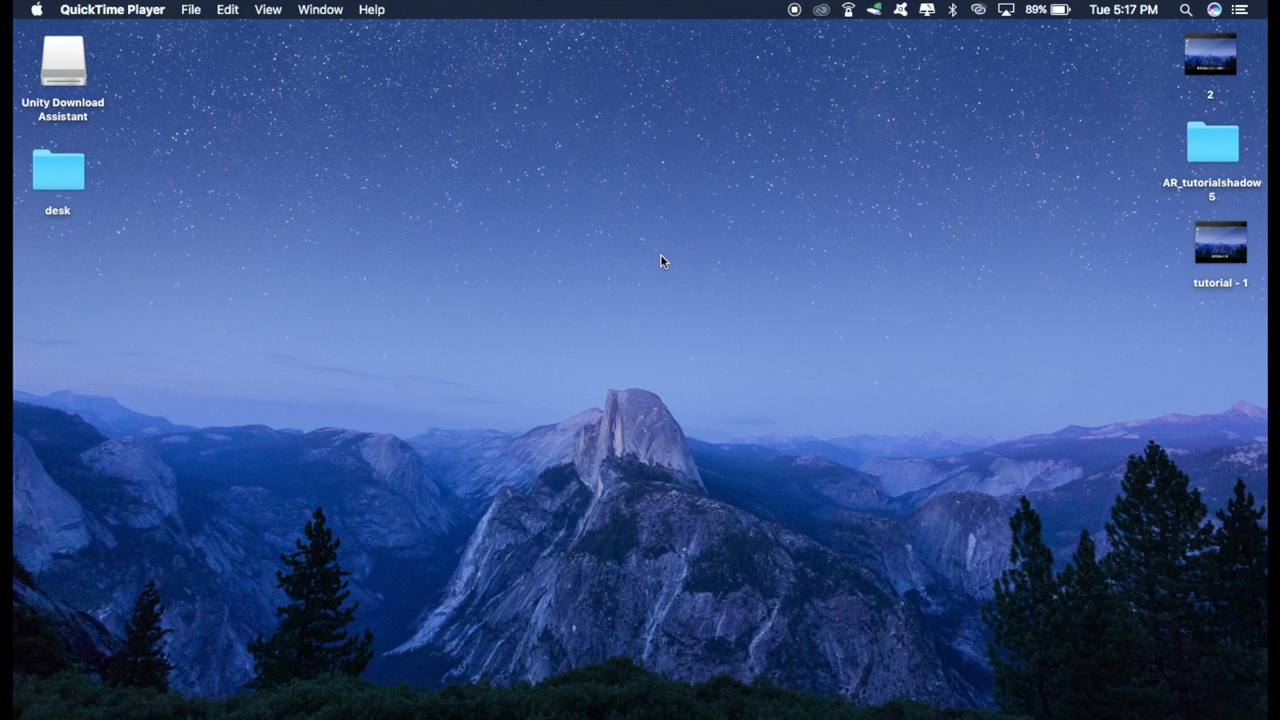 QuickTime Player File Edit View Window Help 89% Tue 5:17 PM
Unity Download
Assistant
desk
2
AR_tutorialshadow
5
tutorial - 1